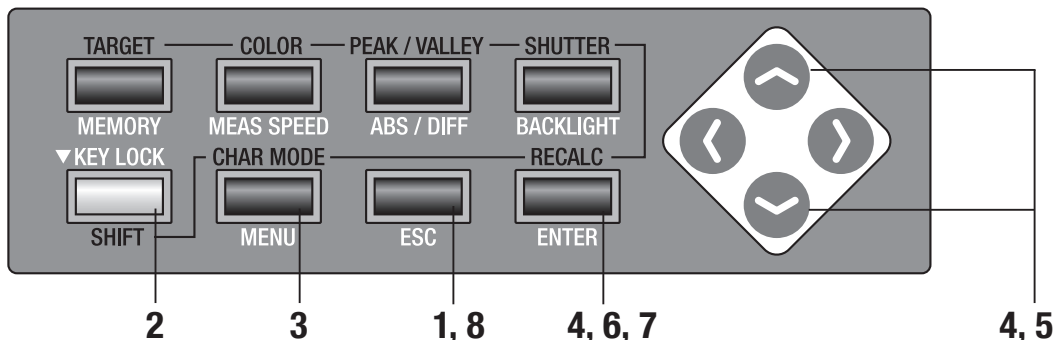 TARGET COLOR PEAK / VALLEY SHUTTER
MEMORY MEAS SPEED ABS / DIFF BACKLIGHT
▼KEY LOCK CHAR MODE RECALC
SHIFT MENU ESC ENTER
2 3 1, 8 4, 6, 7 4, 5